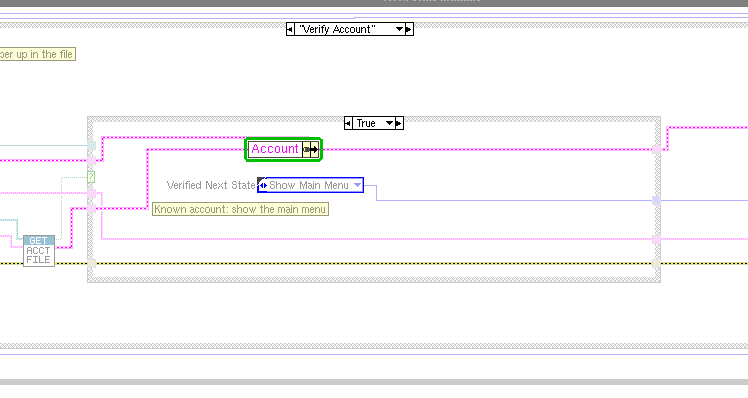 "Verify Account"
per up in the file
True
Account
Verified Next State
Show Main Menu
Known account: show the main menu
?
GET
ACCT
FILE